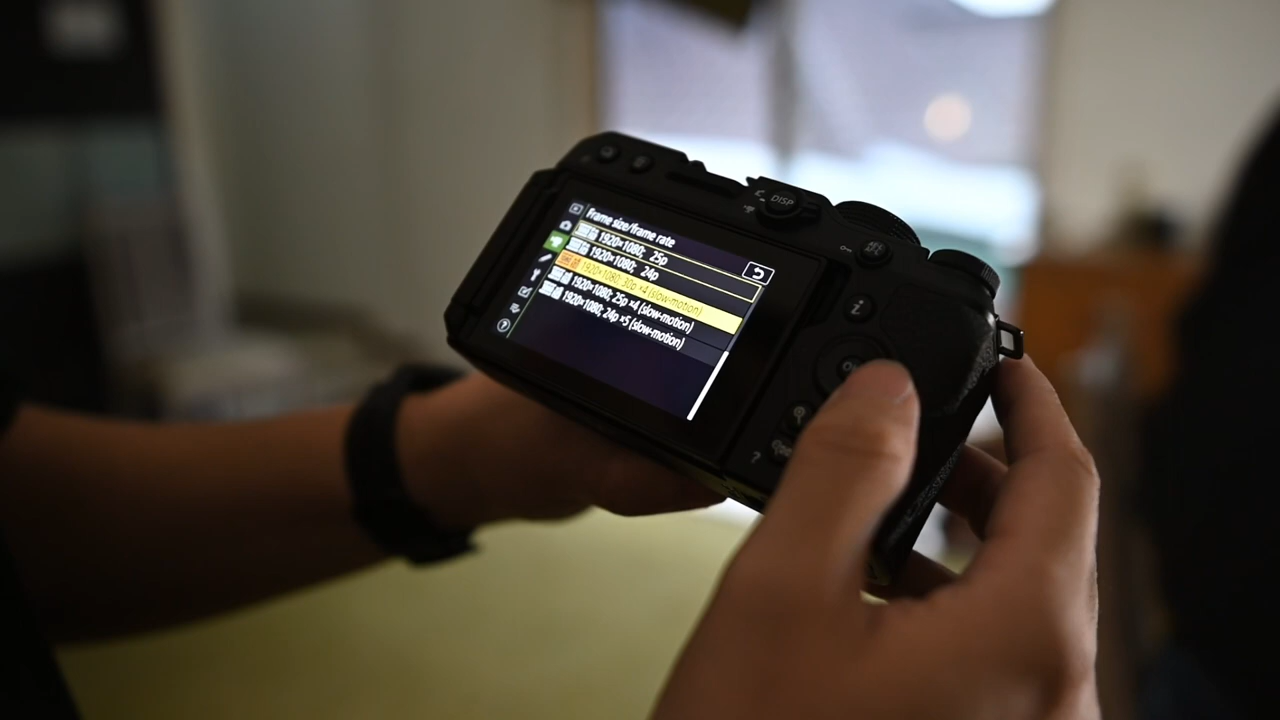 DISP
Frame size/frame rate
1920×1080; 25p
1920×1080; 24p
1920×1080; 30p ×4 (slow-motion)
1920×1080; 25p ×4 (slow-motion)
1920×1080; 24p ×5 (slow-motion)
i
OK
?